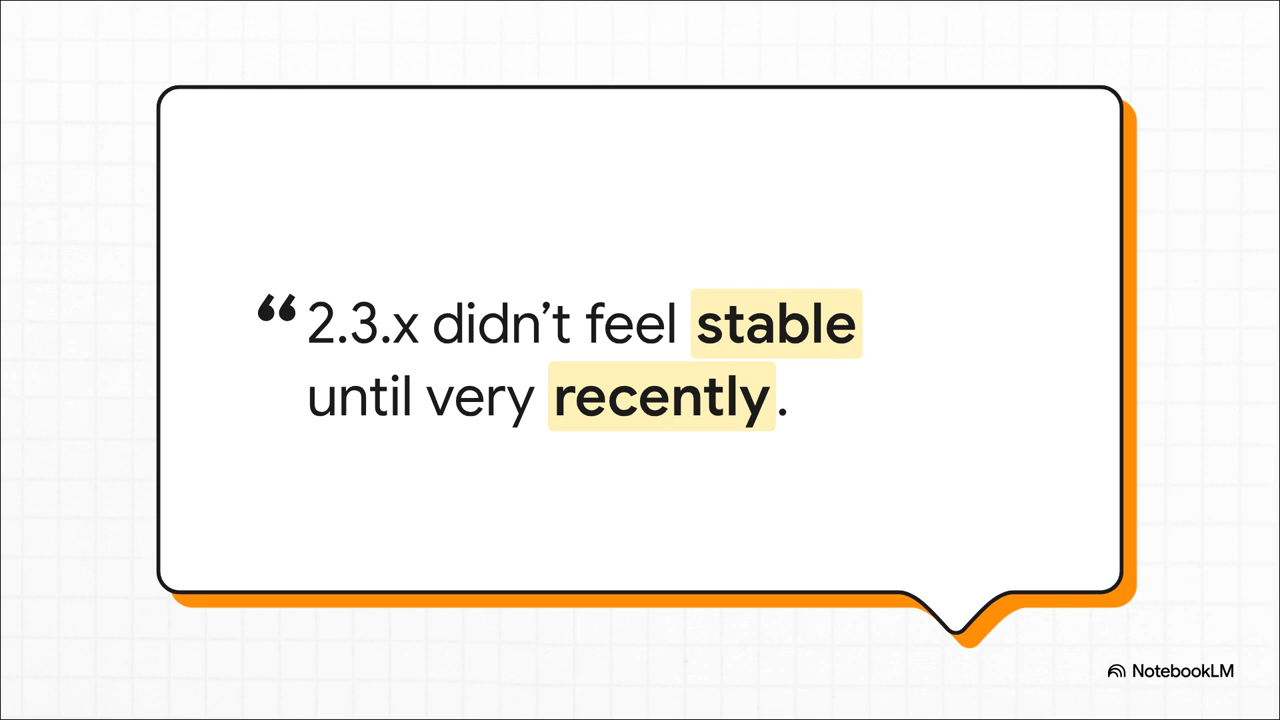 “ 2.3.x didn’t feel stable
until very recently.
NotebookLM